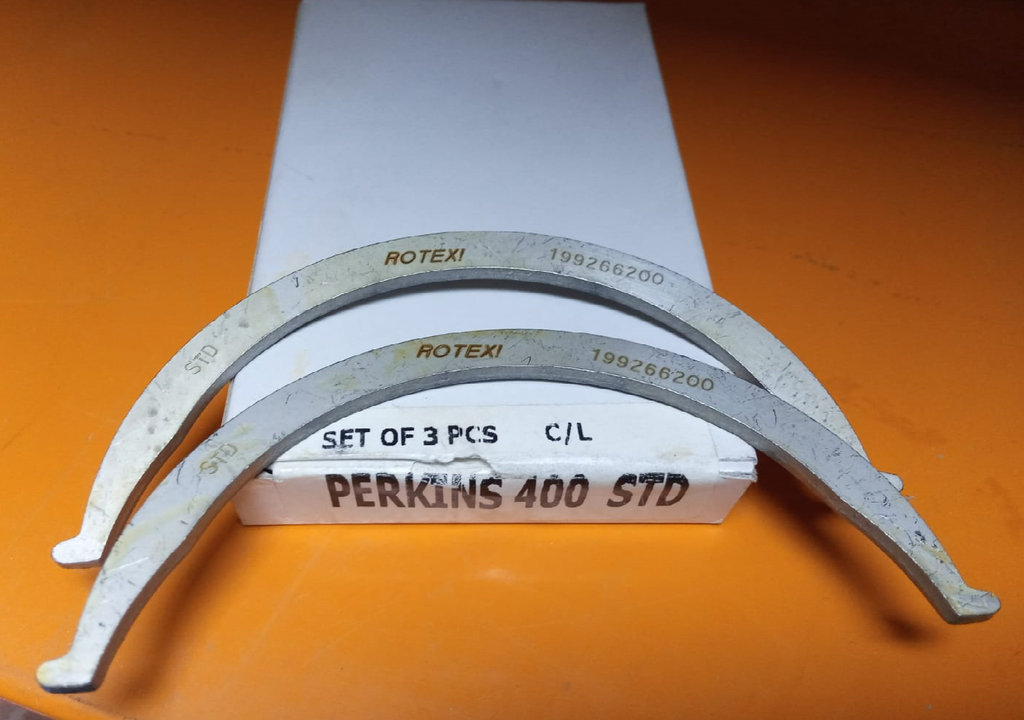 ROTEXI 199266200
STD
ROTEXI 199266200
STD
SET OF 3 PCS C/L
PERKINS 400 STD